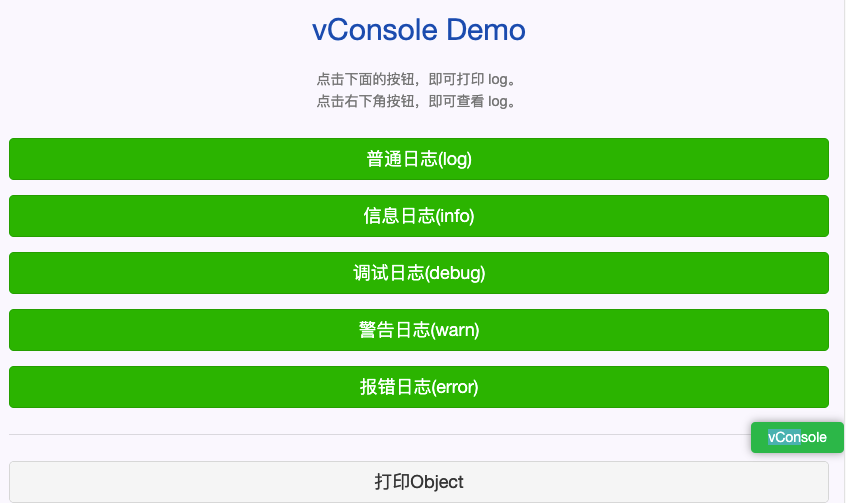 vConsole Demo
点击下面的按钮，即可打印 log。
点击右下角按钮，即可查看 log。
普通日志(log)
信息日志(info)
调试日志(debug)
警告日志(warn)
报错日志(error)
vConsole
打印Object